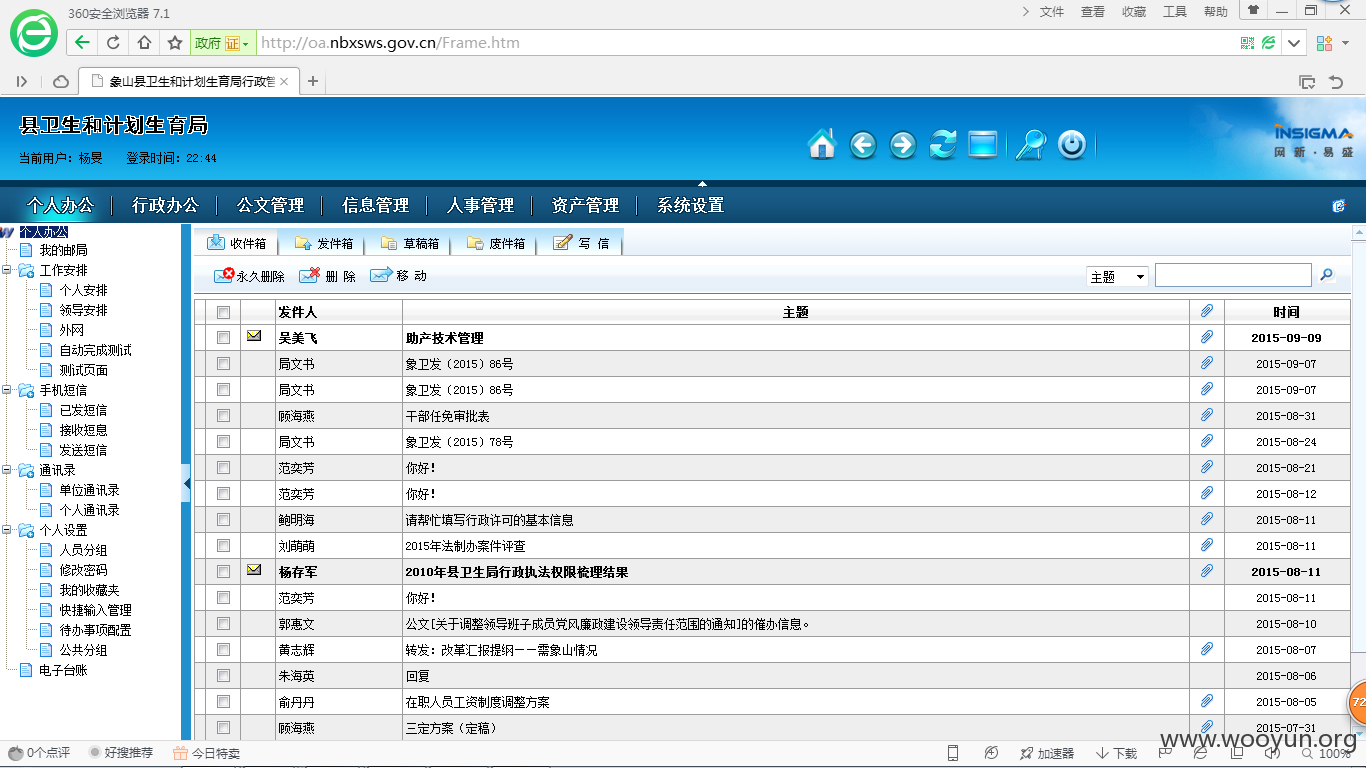 360安全浏览器 7.1
文件 查看 收藏 工具 帮助
政府 证 http://oa.nbxsws.gov.cn/Frame.htm
象山县卫生和计划生育局行政管
县卫生和计划生育局
当前用户：杨旻 登录时间：22:44
INSIGMA
网新·易盛
个人办公 行政办公 公文管理 信息管理 人事管理 资产管理 系统设置
个人办公
我的邮局
工作安排
个人安排
领导安排
外网
自动完成测试
测试页面
手机短信
已发短信
接收短息
发送短信
通讯录
单位通讯录
个人通讯录
个人设置
人员分组
修改密码
我的收藏夹
快捷输入管理
待办事项配置
公共分组
电子台账
收件箱 发件箱 草稿箱 废件箱 写 信
永久删除 删 除 移 动 主题
发件人 主题 时间
吴美飞 助产技术管理 2015-09-09
局文书 象卫发（2015）86号 2015-09-07
局文书 象卫发（2015）86号 2015-09-07
顾海燕 干部任免审批表 2015-08-31
局文书 象卫发（2015）78号 2015-08-24
范奕芳 你好！ 2015-08-21
范奕芳 你好！ 2015-08-12
鲍明海 请帮忙填写行政许可的基本信息 2015-08-11
刘萌萌 2015年法制办案件评查 2015-08-11
杨存军 2010年县卫生局行政执法权限梳理结果 2015-08-11
范奕芳 你好！ 2015-08-11
郭惠文 公文[关于调整领导班子成员党风廉政建设领导责任范围的通知]的催办信息。 2015-08-10
黄志辉 转发：改革汇报提纲——需象山情况 2015-08-07
朱海英 回复 2015-08-06
俞丹丹 在职人员工资制度调整方案 2015-08-05
顾海燕 三定方案（定稿） 2015-07-31
72
www.wooyun.org
0个点评 好搜推荐 今日特卖 加速器 下载 100%